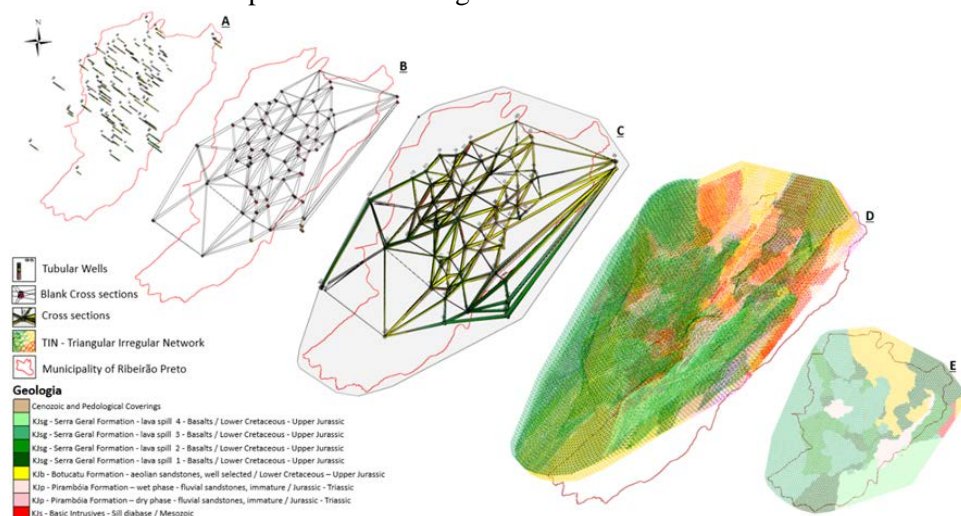 N
A
B
C
D
E
Tubular Wells
Blank Cross sections
Cross sections
TIN - Triangular Irregular Network
Municipality of Ribeirão Preto
Geologia
Cenozoic and Pedological Coverings
KJsg - Serra Geral Formation - lava spill 4 - Basalts / Lower Cretaceous - Upper Jurassic
KJsg - Serra Geral Formation - lava spill 3 - Basalts / Lower Cretaceous - Upper Jurassic
KJsg - Serra Geral Formation - lava spill 2 - Basalts / Lower Cretaceous - Upper Jurassic
KJsg - Serra Geral Formation - lava spill 1 - Basalts / Lower Cretaceous - Upper Jurassic
KJb - Botucatu Formation - aeolian sandstones, well selected / Lower Cretaceous – Upper Jurassic
KJp - Pirambóia Formation – wet phase - fluvial sandstones, immature / Jurassic - Triassic
KJp - Pirambóia Formation – dry phase - fluvial sandstones, immature / Jurassic - Triassic
KJs - Basic Intrusives - Sill diabase / Mesozoic